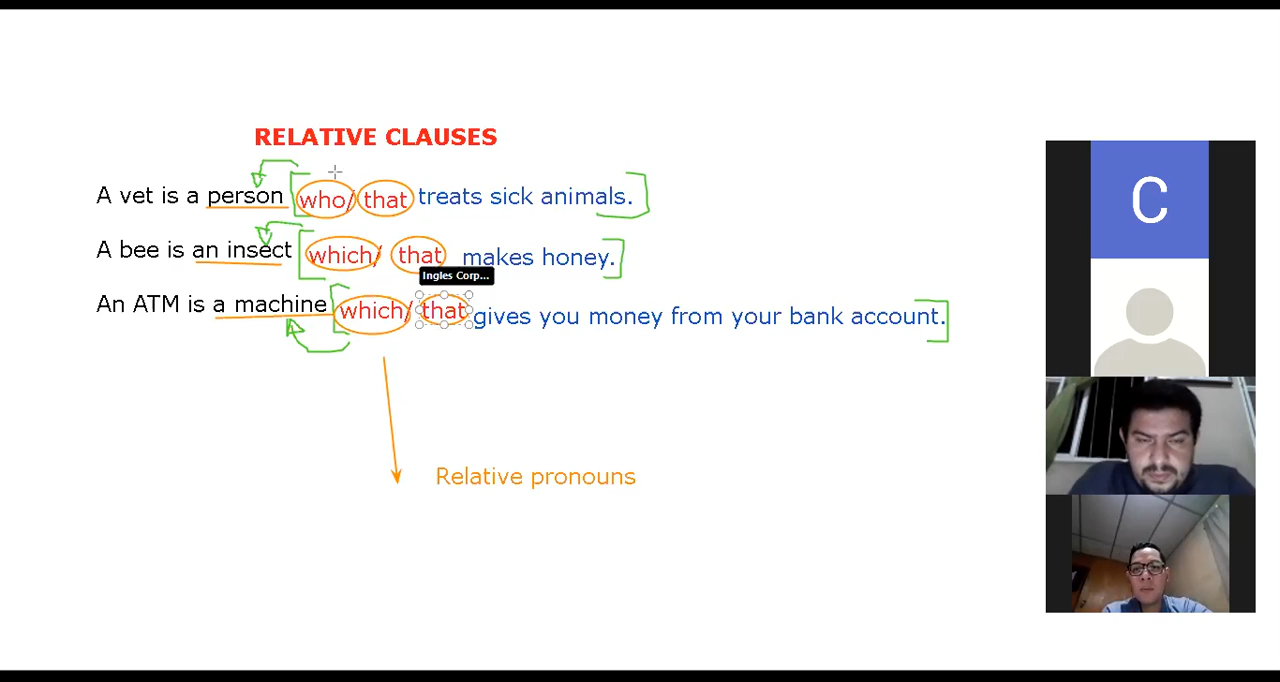 RELATIVE CLAUSES
A vet is a person who/ that treats sick animals.
A bee is an insect which/ that makes honey.
Ingles Corp...
An ATM is a machine which/ that gives you money from your bank account.
Relative pronouns
C